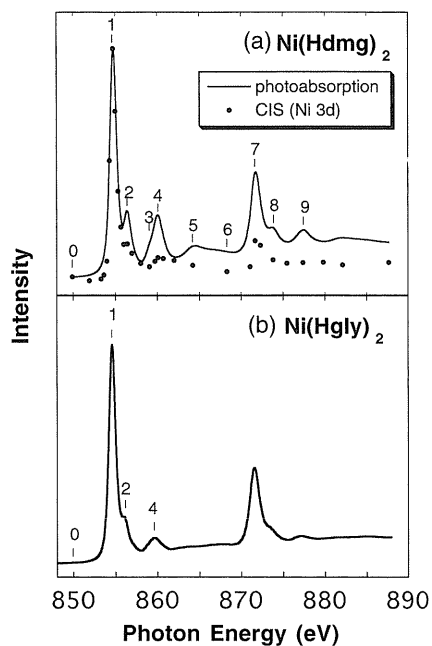 (a) Ni(Hdmg) 2
photoabsorption
CIS (Ni 3d)
1
2
3
4
0
5
6
7
8
9
Intensity
(b) Ni(Hgly) 2
1
2
4
0
850 860 870 880 890
Photon Energy (eV)